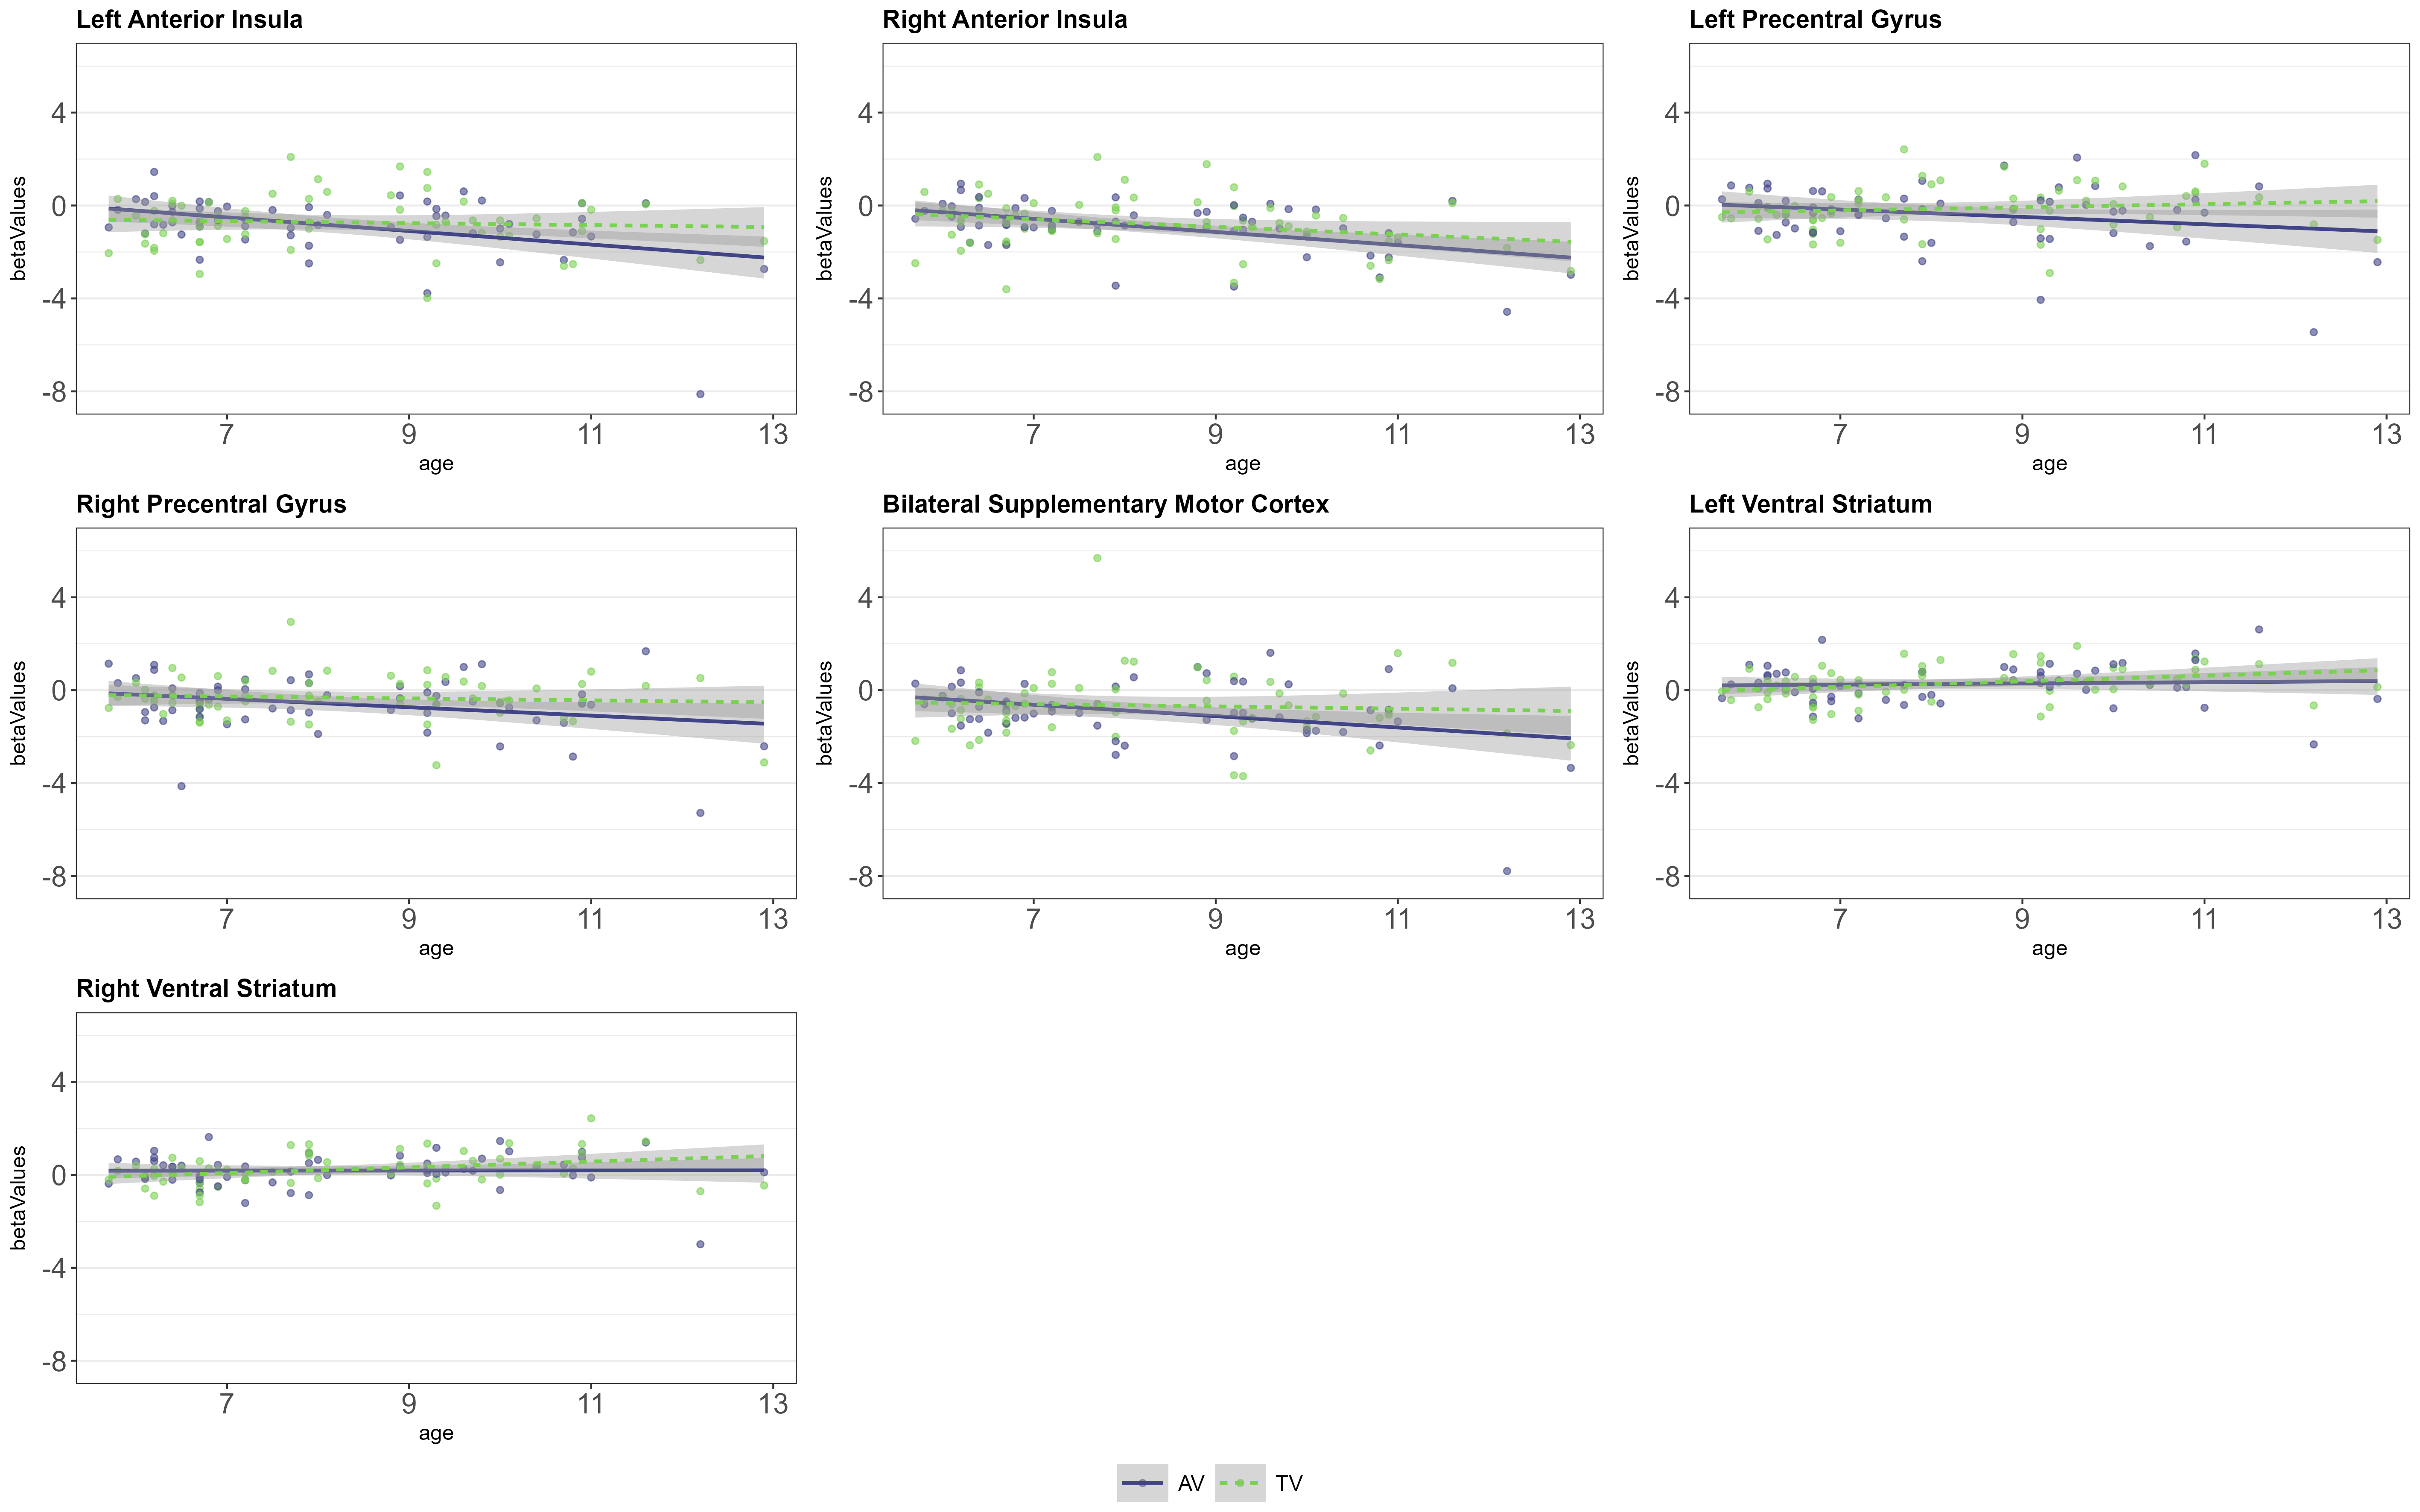 Left Anterior Insula
betaValues
4
0
-4
-8
7 9 11 13
age
Right Anterior Insula
betaValues
4
0
-4
-8
7 9 11 13
age
Left Precentral Gyrus
betaValues
4
0
-4
-8
7 9 11 13
age
Right Precentral Gyrus
betaValues
4
0
-4
-8
7 9 11 13
age
Bilateral Supplementary Motor Cortex
betaValues
4
0
-4
-8
7 9 11 13
age
Left Ventral Striatum
betaValues
4
0
-4
-8
7 9 11 13
age
Right Ventral Striatum
betaValues
4
0
-4
-8
7 9 11 13
age
AV TV